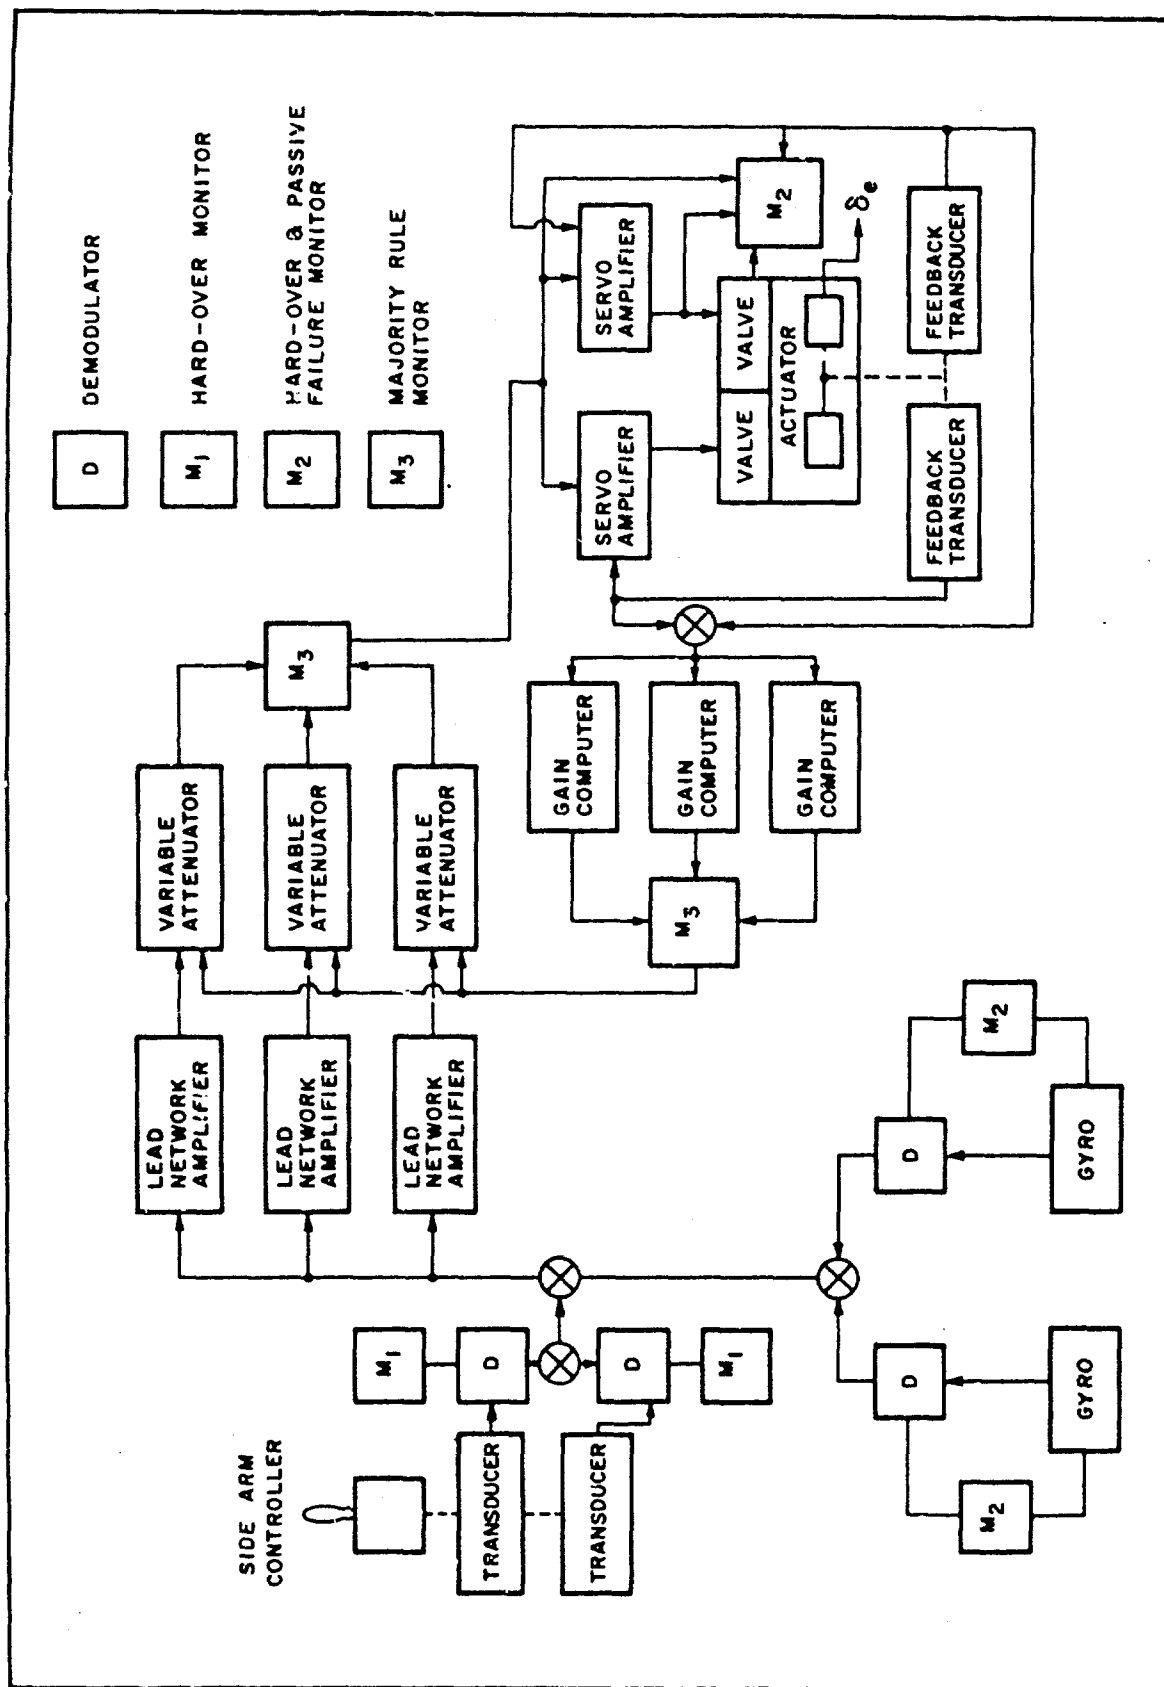 SIDE ARM
CONTROLLER
TRANSDUCER
TRANSDUCER
M1
D
D
M1
LEAD
NETWORK
AMPLIFIER
LEAD
NETWORK
AMPLIFIER
LEAD
NETWORK
AMPLIFIER
VARIABLE
ATTENUATOR
VARIABLE
ATTENUATOR
VARIABLE
ATTENUATOR
M3
D
DEMODULATOR
M1
HARD-OVER MONITOR
M2
HARD-OVER & PASSIVE
FAILURE MONITOR
M3
MAJORITY RULE
MONITOR
GAIN
COMPUTER
GAIN
COMPUTER
GAIN
COMPUTER
M3
SERVO
AMPLIFIER
SERVO
AMPLIFIER
M2
VALVE
VALVE
ACTUATOR
δe
FEEDBACK
TRANSDUCER
FEEDBACK
TRANSDUCER
D
M2
GYRO
D
M2
GYRO